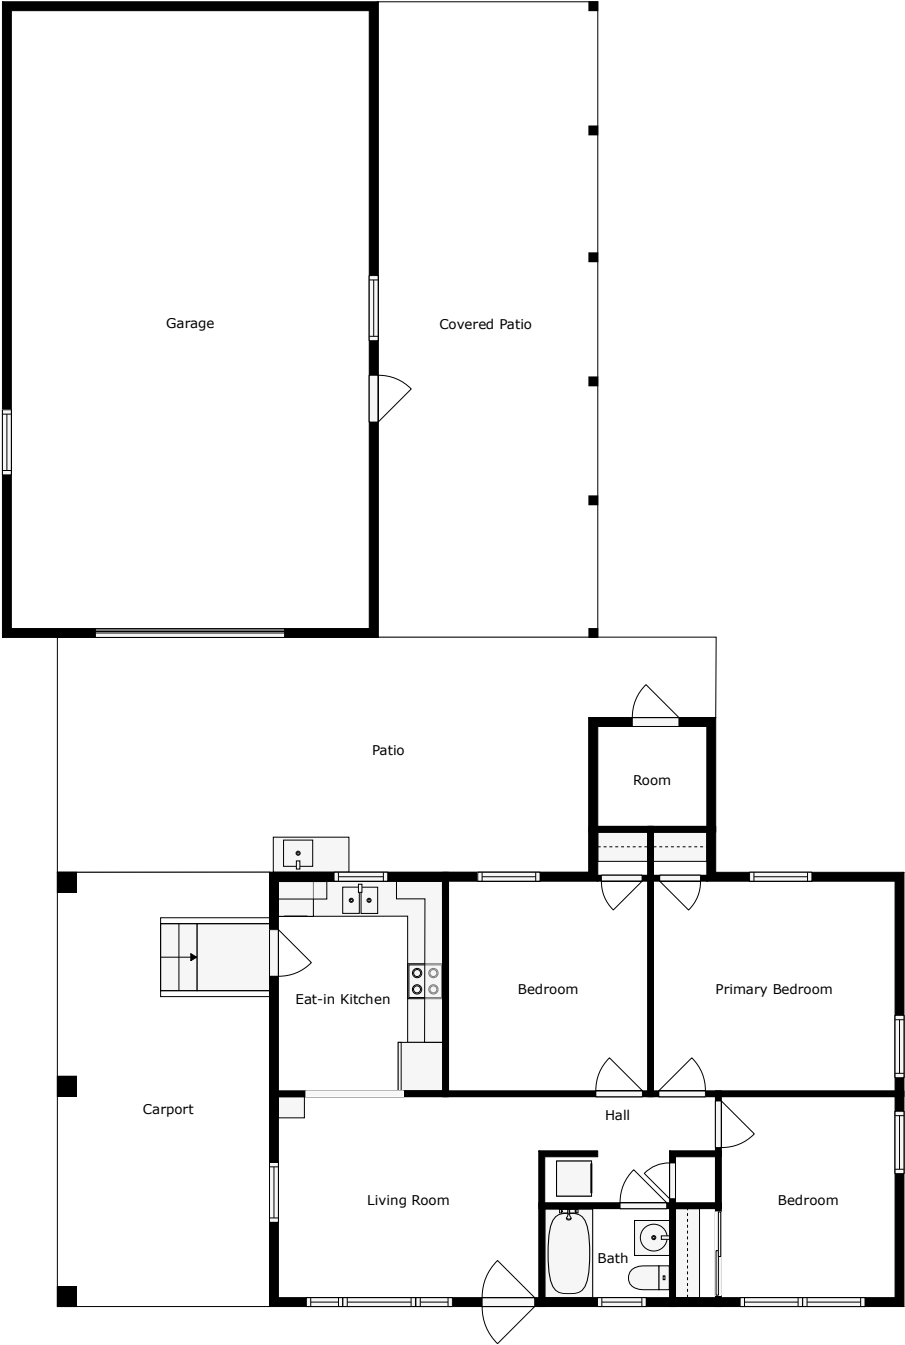 Garage
Covered Patio
Patio
Room
Eat-in Kitchen
Bedroom
Primary Bedroom
Carport
Hall
Living Room
Bedroom
Bath